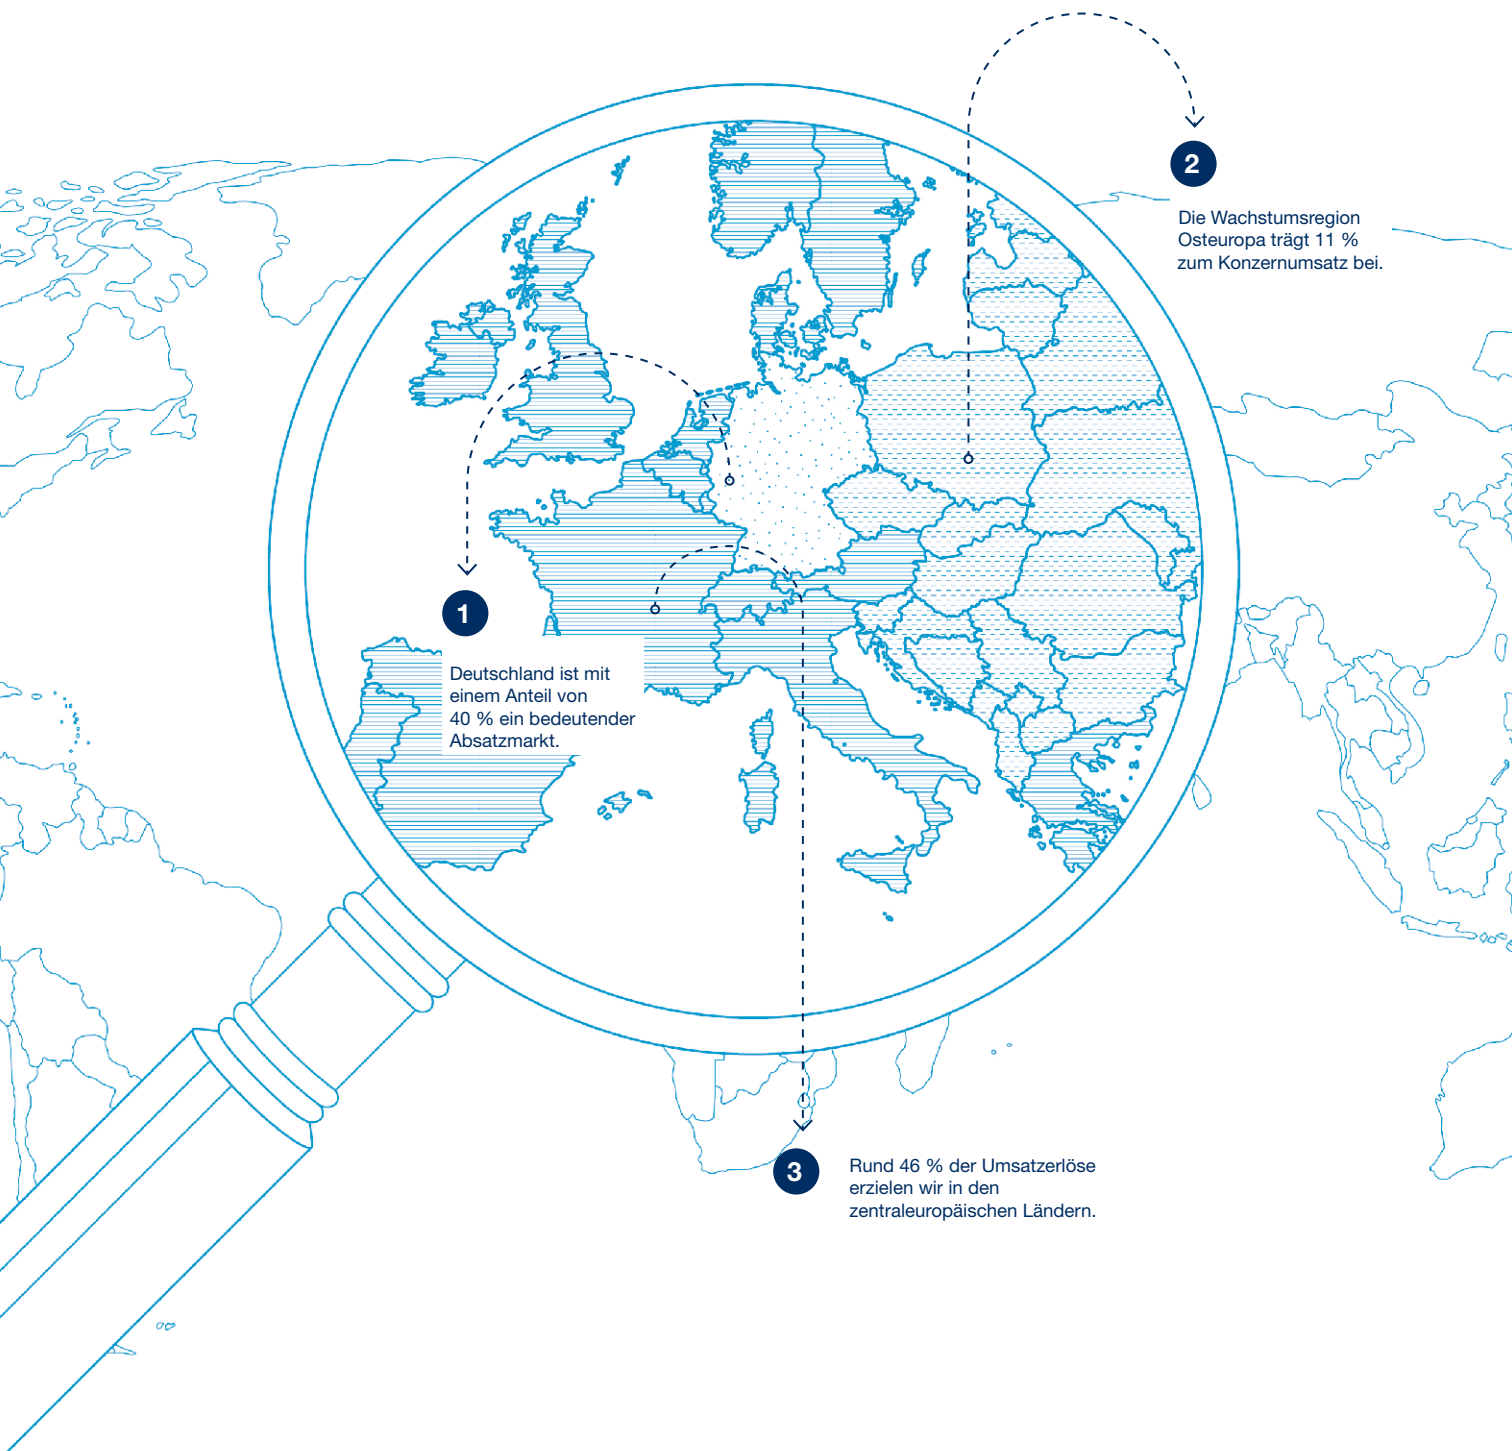 2
Die Wachstumsregion
Osteuropa trägt 11 %
zum Konzernumsatz bei.
1
Deutschland ist mit
einem Anteil von
40 % ein bedeutender
Absatzmarkt.
3
Rund 46 % der Umsatzerlöse
erzielen wir in den
zentraleuropäischen Ländern.